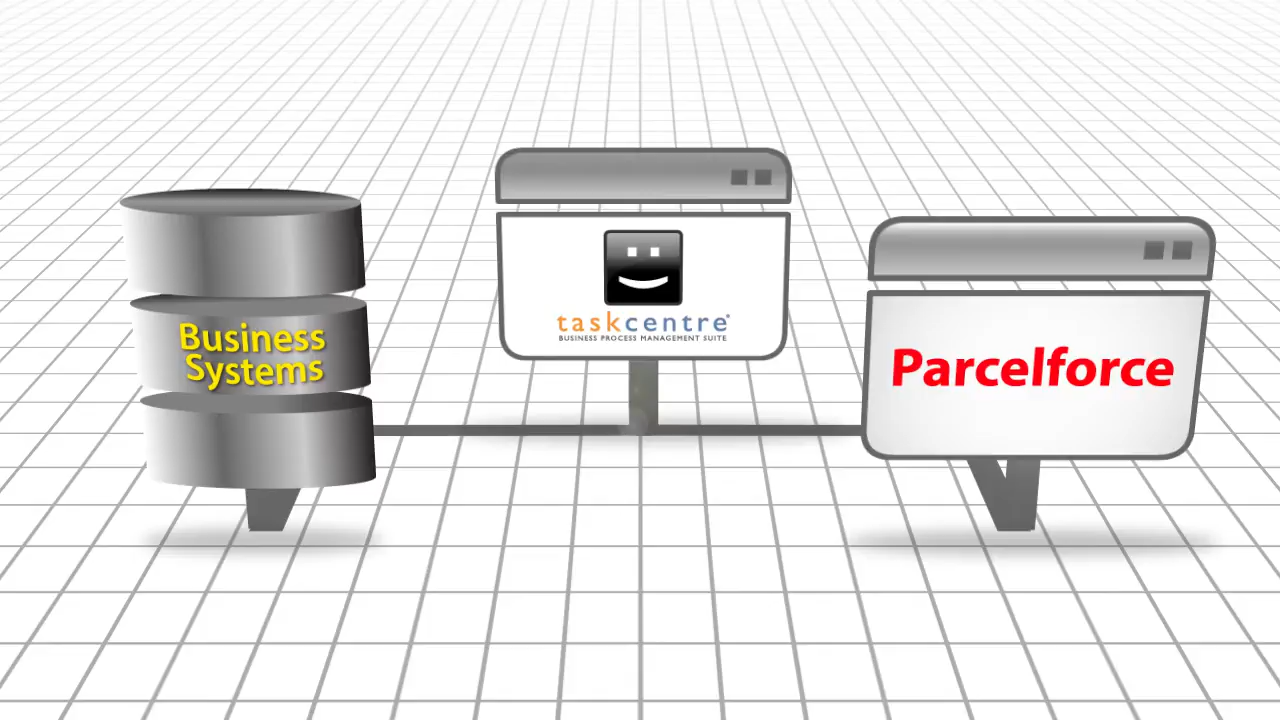 Business
Systems
taskcentre®
BUSINESS PROCESS MANAGEMENT SUITE
Parcelforce